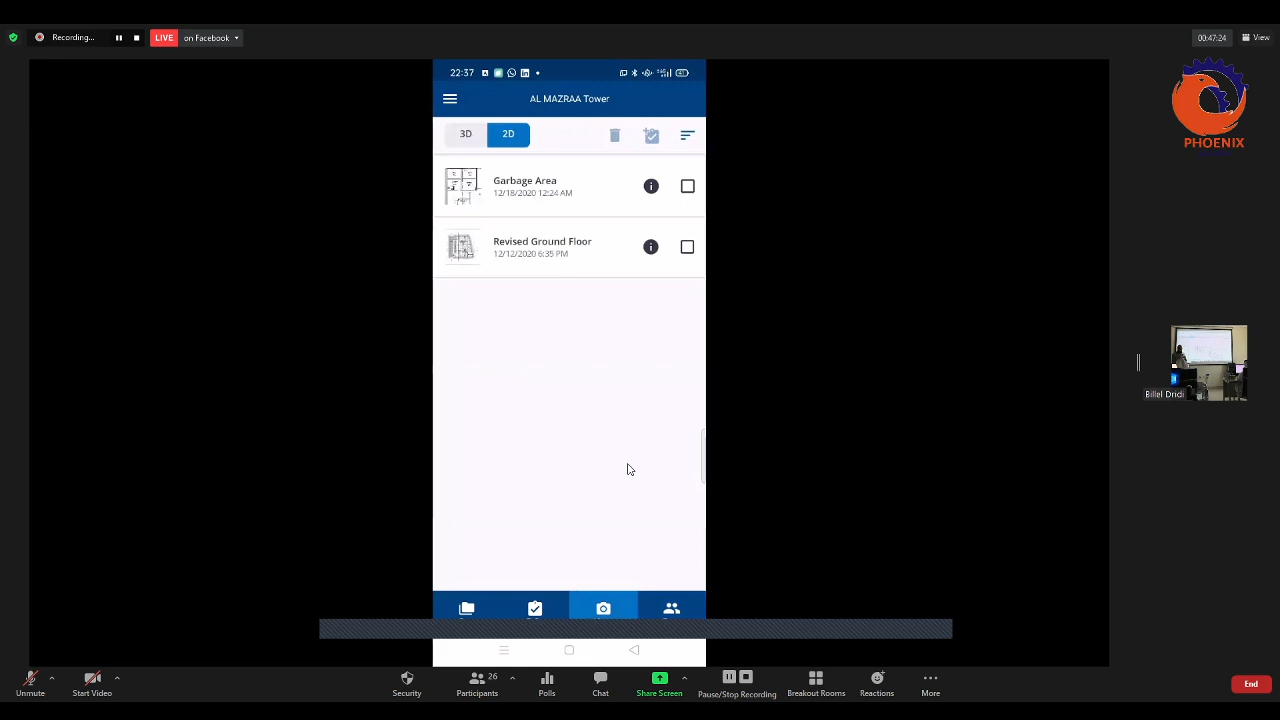 Recording...
LIVE
on Facebook
00:47:24
View
22:37
AL MAZRAA Tower
3D
2D
Garbage Area
12/18/2020 12:24 AM
Revised Ground Floor
12/12/2020 6:35 PM
PHOENIX
Billel Dridi
Unmute
Start Video
Security
Participants
26
Polls
Chat
Share Screen
Pause/Stop Recording
Breakout Rooms
Reactions
More
End